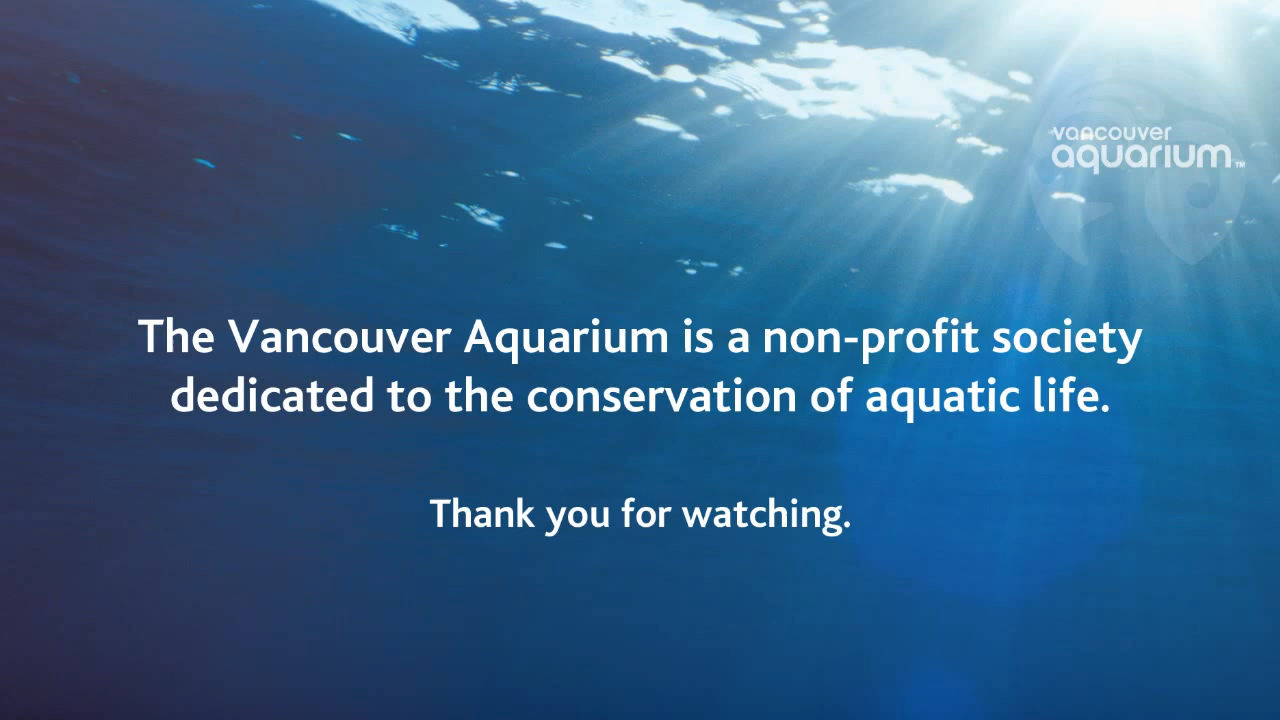 vancouver
aquarium™
The Vancouver Aquarium is a non-profit society
dedicated to the conservation of aquatic life.
Thank you for watching.